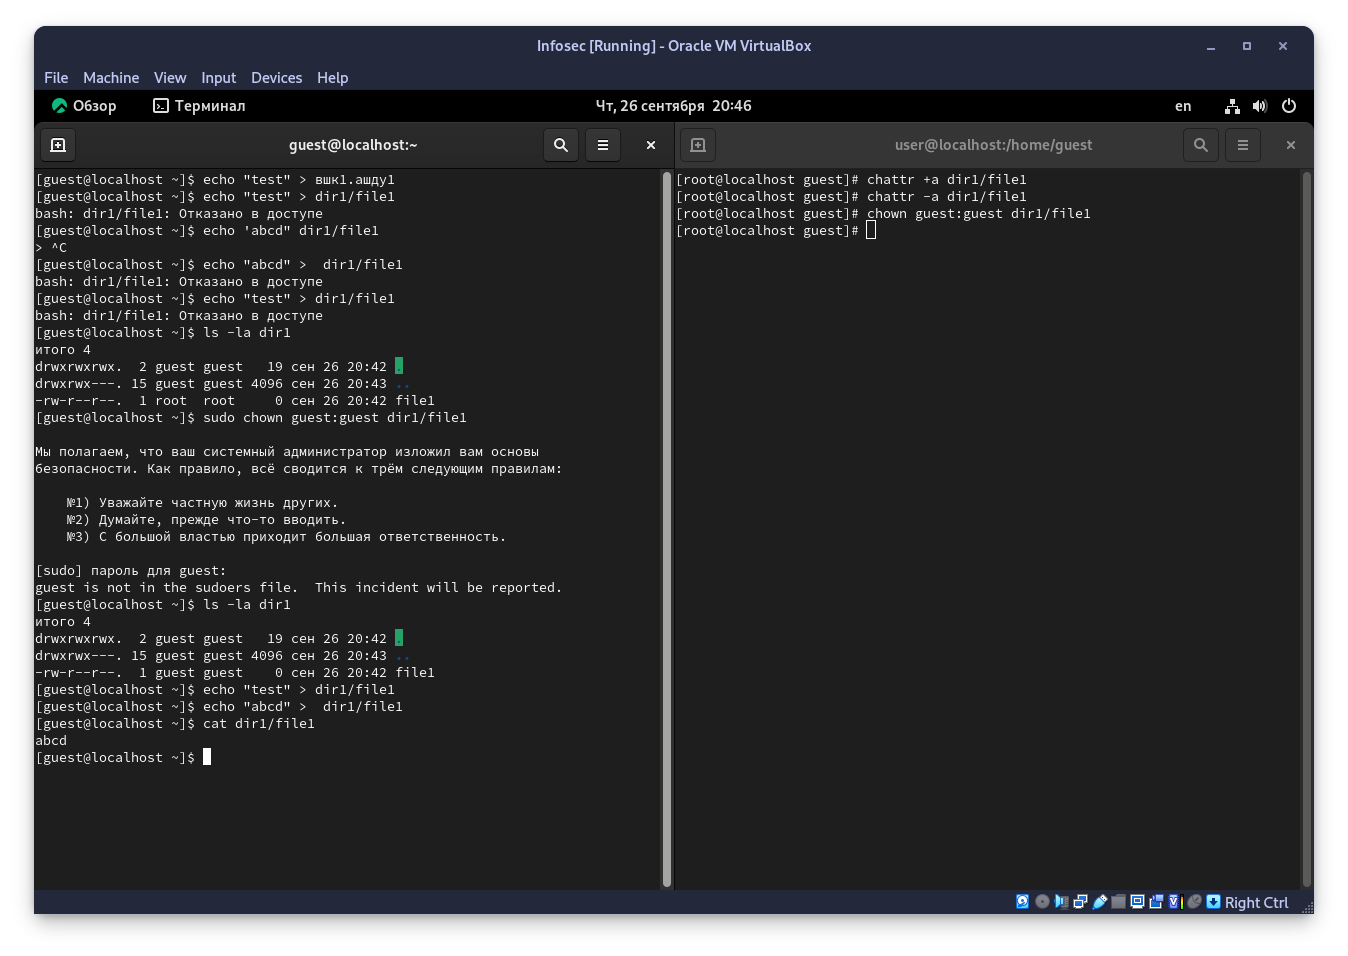 Infosec [Running] - Oracle VM VirtualBox
File Machine View Input Devices Help
Обзор Терминал Чт, 26 сентября 20:46 en
guest@localhost:~
[guest@localhost ~]$ echo "test" > вшк1.ашду1
[guest@localhost ~]$ echo "test" > dir1/file1
bash: dir1/file1: Отказано в доступе
[guest@localhost ~]$ echo 'abcd" dir1/file1
> ^C
[guest@localhost ~]$ echo "abcd" >  dir1/file1
bash: dir1/file1: Отказано в доступе
[guest@localhost ~]$ echo "test" > dir1/file1
bash: dir1/file1: Отказано в доступе
[guest@localhost ~]$ ls -la dir1
итого 4
drwxrwxrwx.  2 guest guest   19 сен 26 20:42 .
drwxrwx---. 15 guest guest 4096 сен 26 20:43 ..
-rw-r--r--.  1 root  root     0 сен 26 20:42 file1
[guest@localhost ~]$ sudo chown guest:guest dir1/file1
Мы полагаем, что ваш системный администратор изложил вам основы
безопасности. Как правило, всё сводится к трём следующим правилам:
№1) Уважайте частную жизнь других.
№2) Думайте, прежде что-то вводить.
№3) С большой властью приходит большая ответственность.
[sudo] пароль для guest:
guest is not in the sudoers file.  This incident will be reported.
[guest@localhost ~]$ ls -la dir1
итого 4
drwxrwxrwx.  2 guest guest   19 сен 26 20:42 .
drwxrwx---. 15 guest guest 4096 сен 26 20:43 ..
-rw-r--r--.  1 guest guest    0 сен 26 20:42 file1
[guest@localhost ~]$ echo "test" > dir1/file1
[guest@localhost ~]$ echo "abcd" >  dir1/file1
[guest@localhost ~]$ cat dir1/file1
abcd
[guest@localhost ~]$
user@localhost:/home/guest
[root@localhost guest]# chattr +a dir1/file1
[root@localhost guest]# chattr -a dir1/file1
[root@localhost guest]# chown guest:guest dir1/file1
[root@localhost guest]#
Right Ctrl